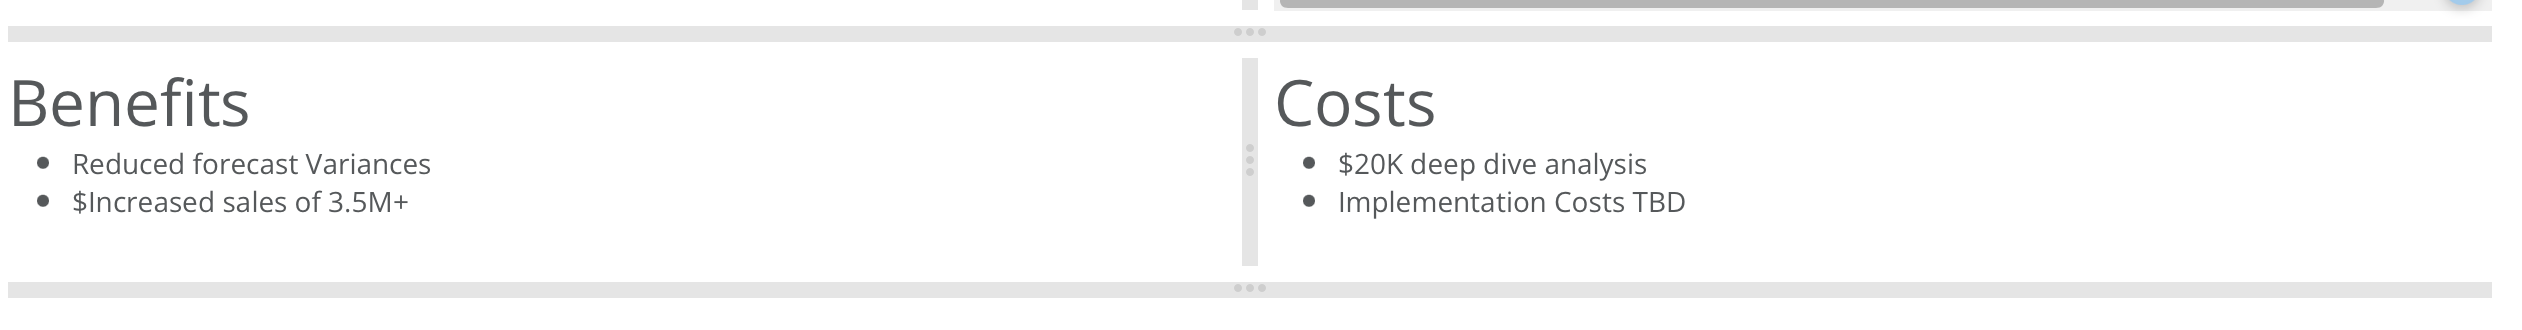 Benefits
Reduced forecast Variances
$Increased sales of 3.5M+
Costs
$20K deep dive analysis
Implementation Costs TBD